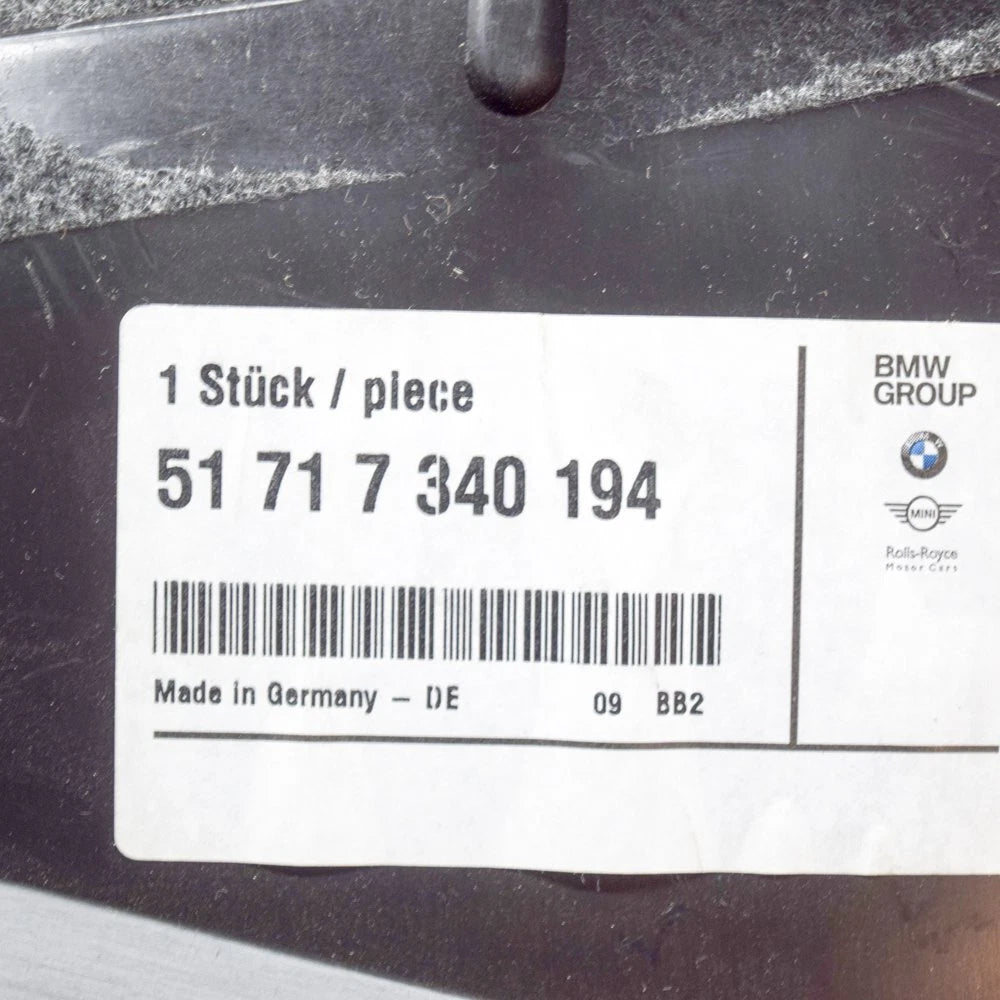 1 Stück / piece
51 71 7 340 194
Made in Germany – DE 09 BB2
BMW
GROUP
MINI
Rolls-Royce
Motor Cars